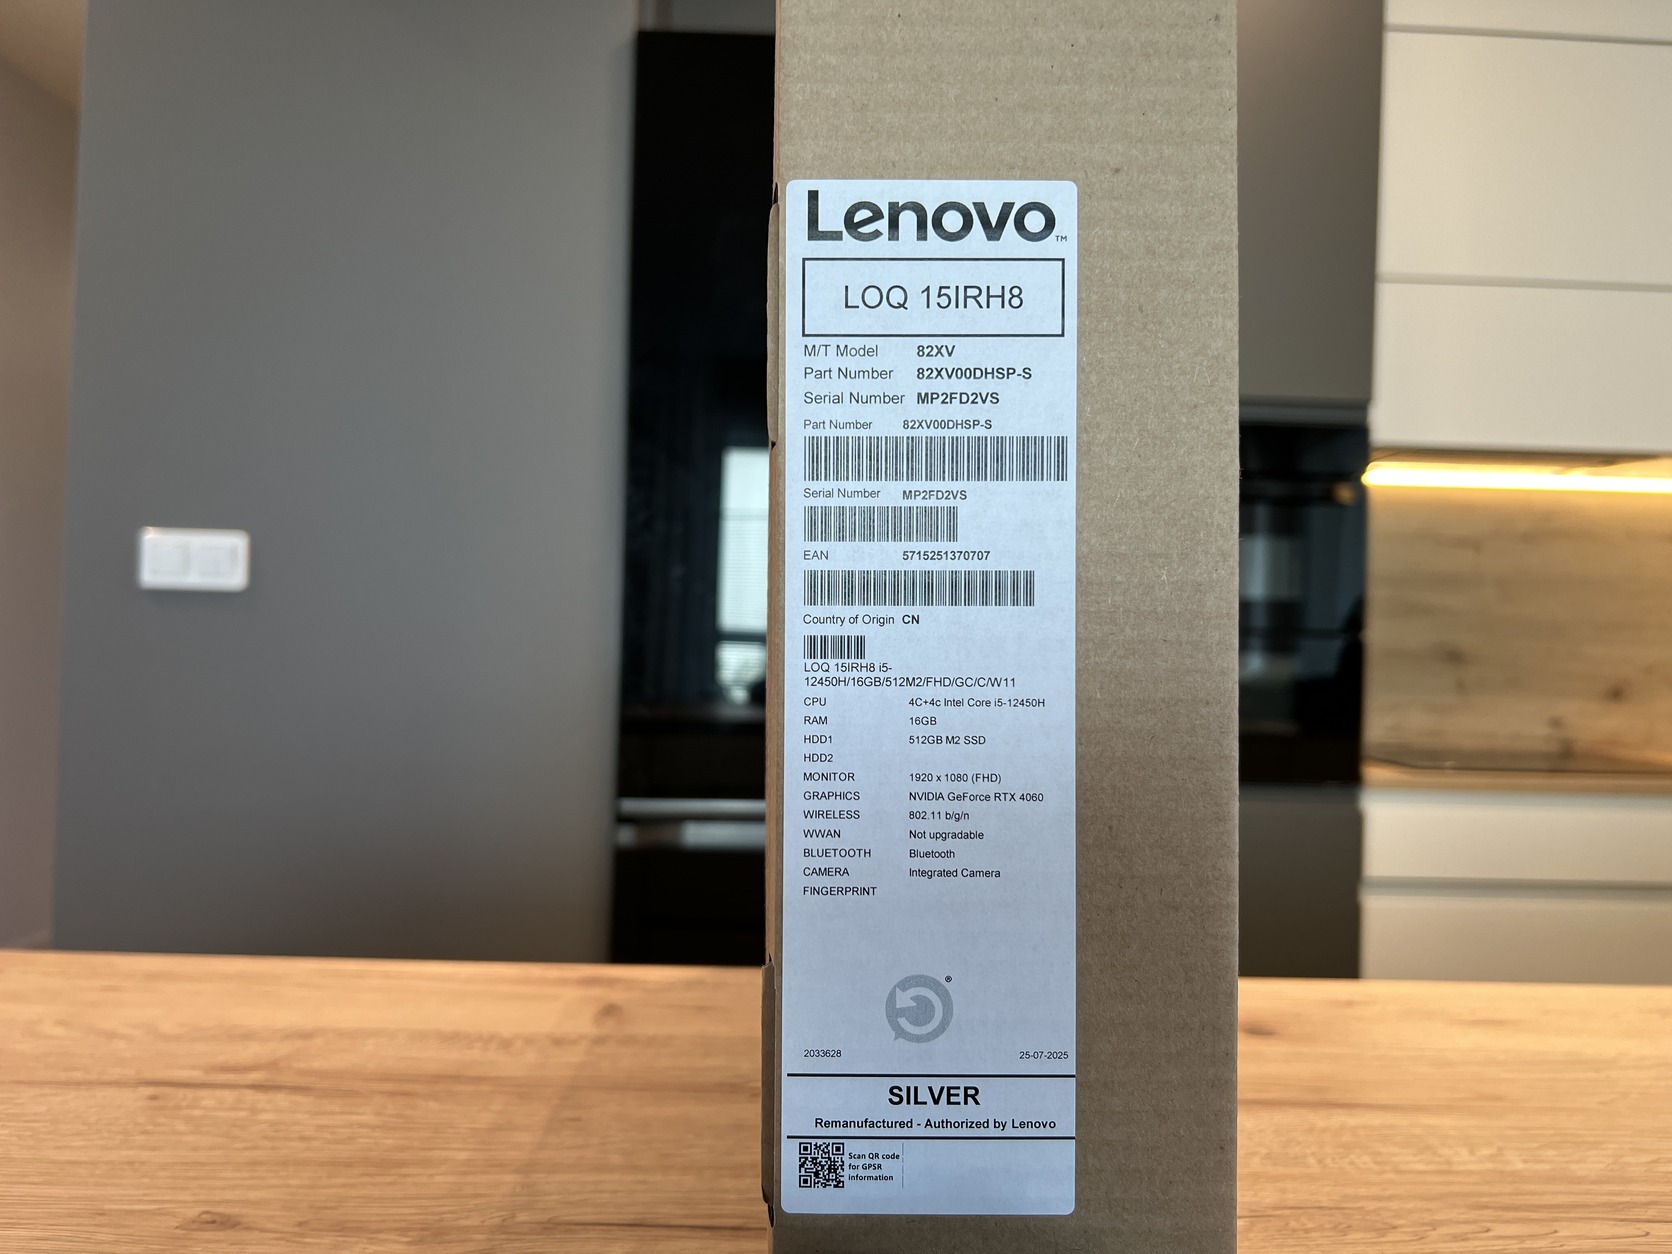 Lenovo™
LOQ 15IRH8
M/T Model 82XV
Part Number 82XV00DHSP-S
Serial Number MP2FD2VS
Part Number 82XV00DHSP-S
Serial Number MP2FD2VS
EAN 5715251370707
Country of Origin CN
LOQ 15IRH8 i5-
12450H/16GB/512M2/FHD/GC/C/W11
CPU 4C+4c Intel Core i5-12450H
RAM 16GB
HDD1 512GB M2 SSD
HDD2
MONITOR 1920 x 1080 (FHD)
GRAPHICS NVIDIA GeForce RTX 4060
WIRELESS 802.11 b/g/n
WWAN Not upgradable
BLUETOOTH Bluetooth
CAMERA Integrated Camera
FINGERPRINT
®
2033628 25-07-2025
SILVER
Remanufactured - Authorized by Lenovo
Scan QR code
for GPSR
Information